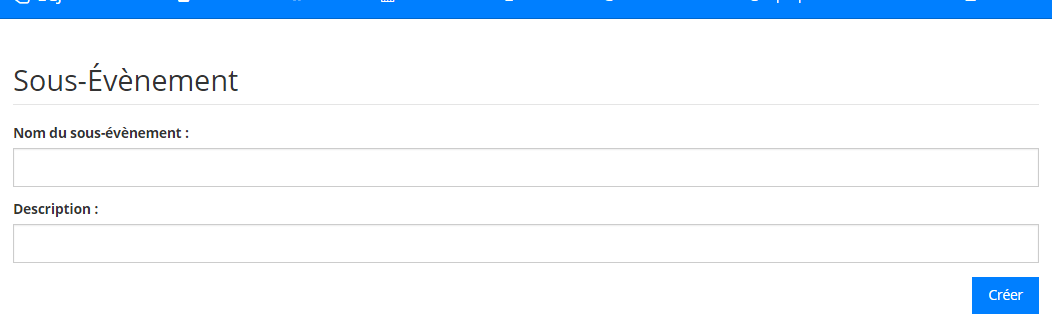 Sous-Évènement
Nom du sous-évènement :
Description :
Créer